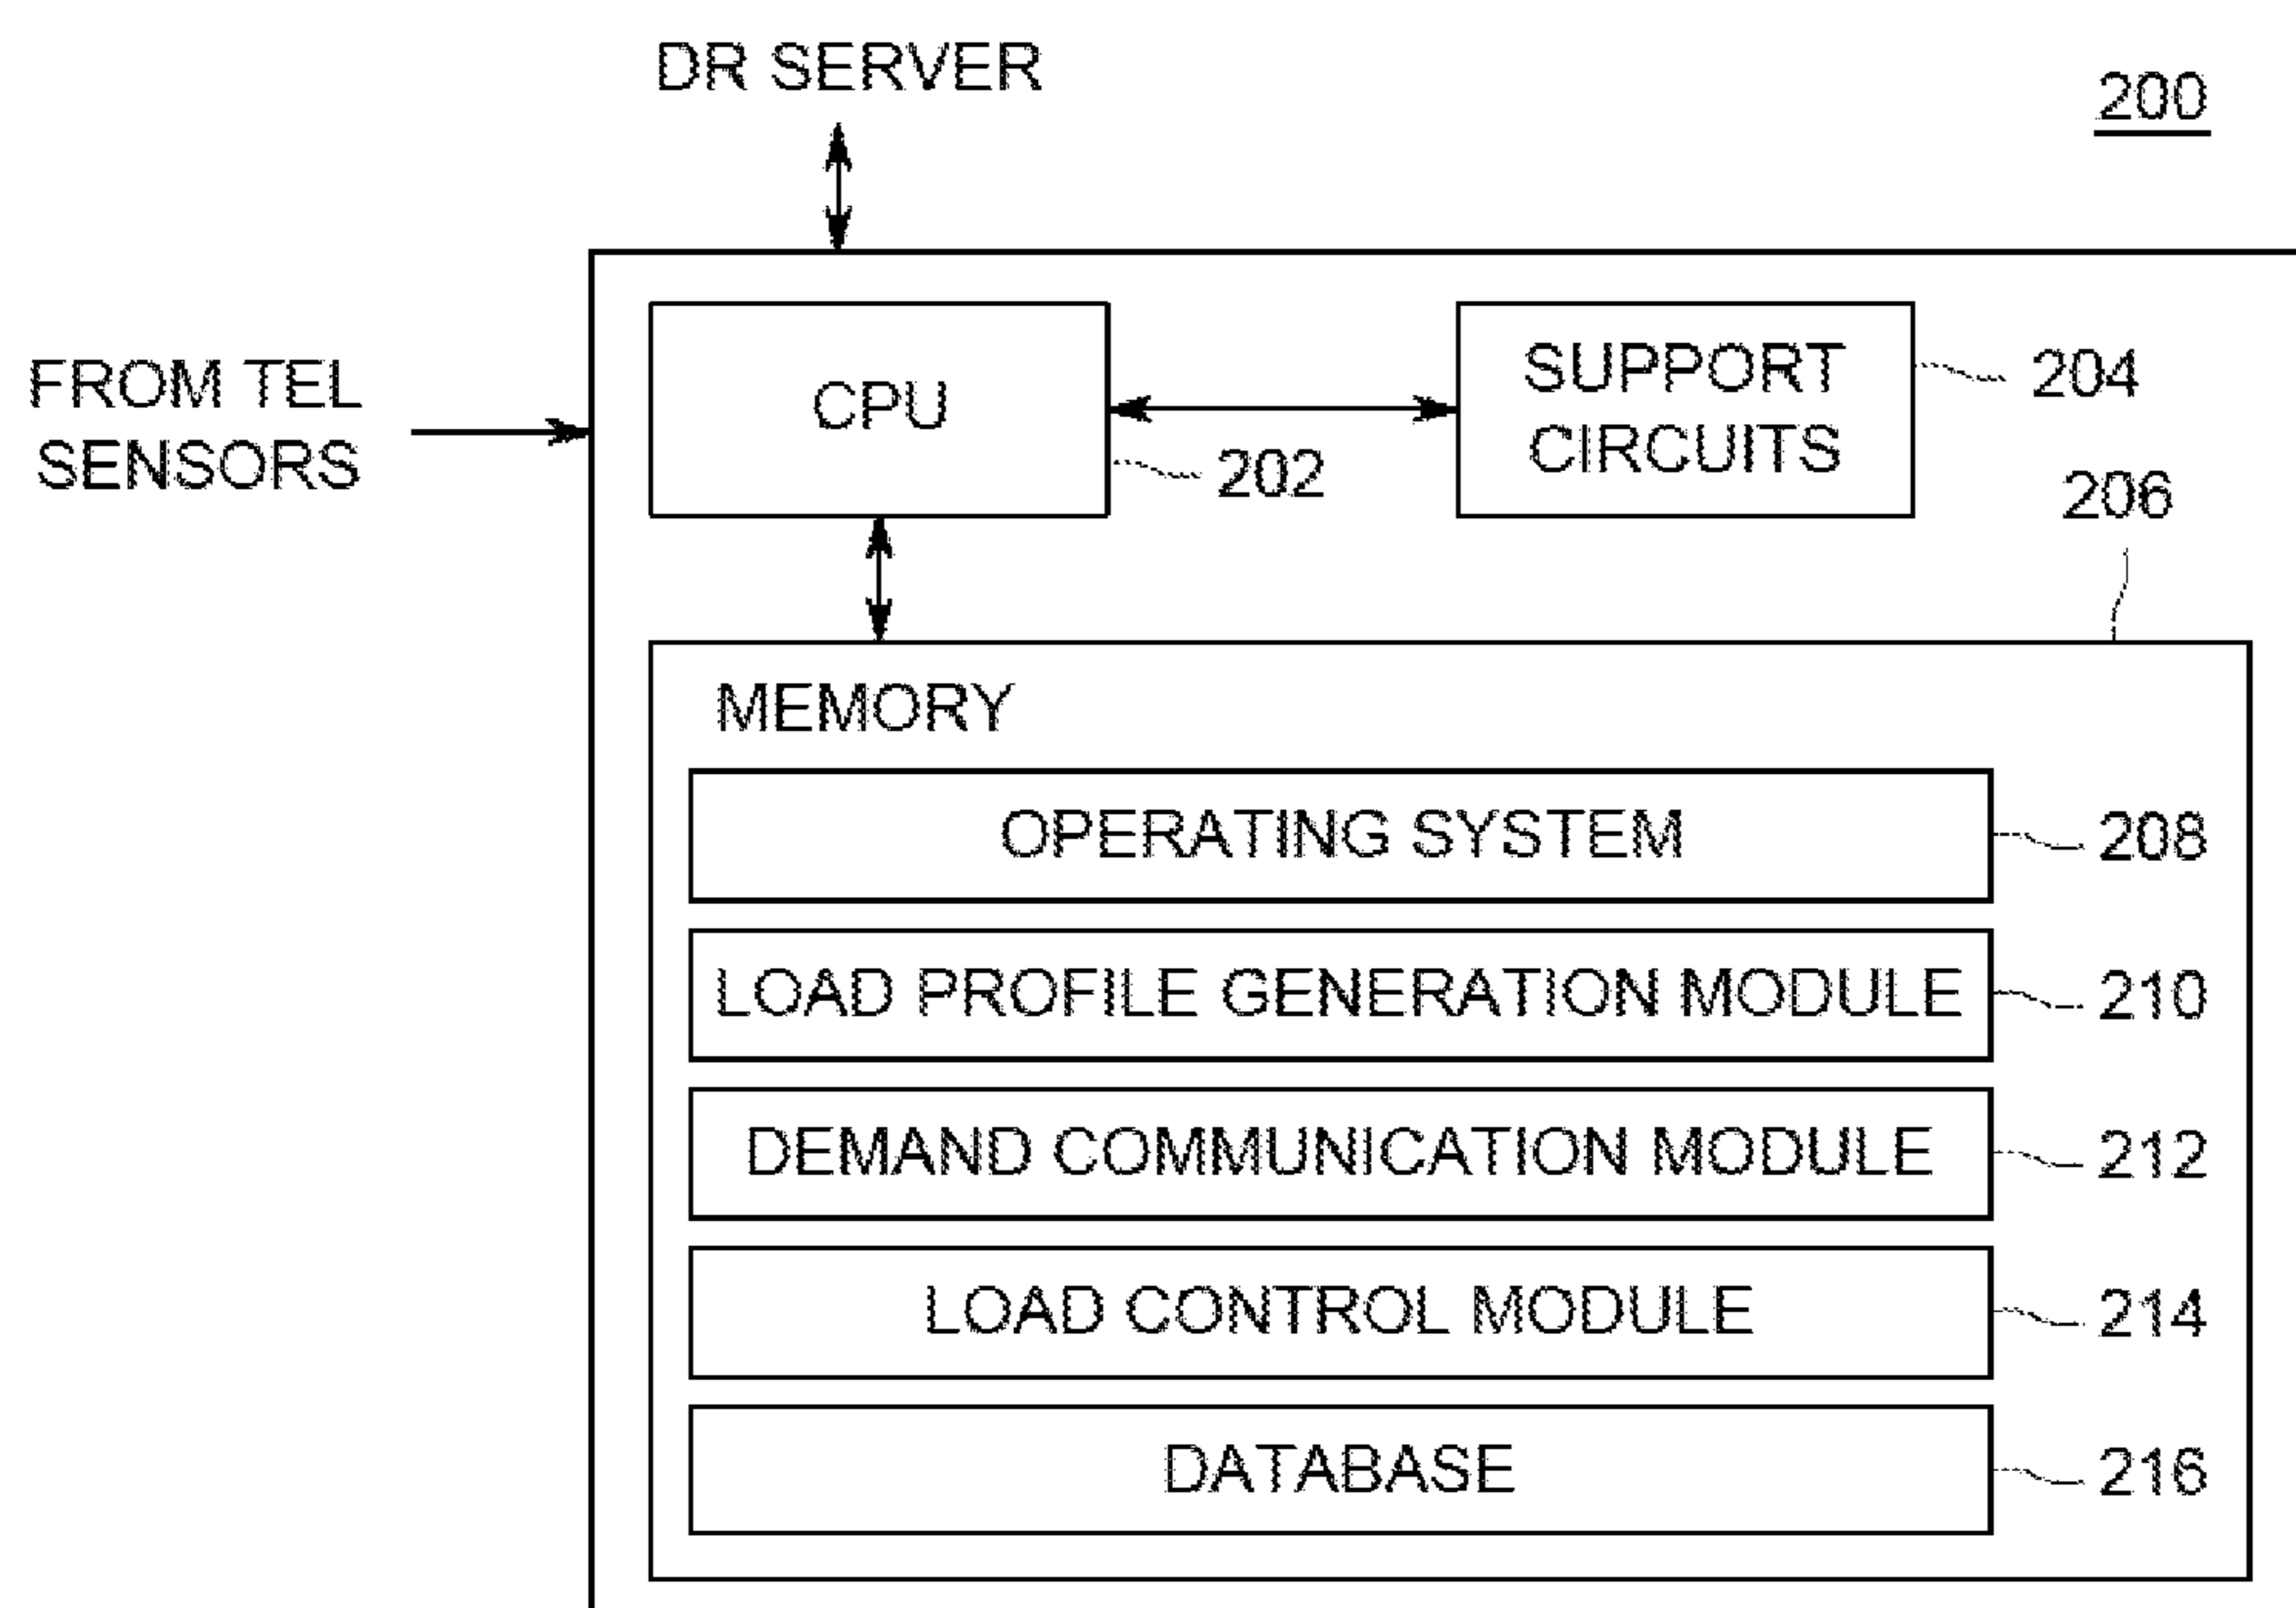 DR SERVER
200
FROM TEL
SENSORS
CPU
202
SUPPORT
CIRCUITS
204
206
MEMORY
OPERATING SYSTEM
208
LOAD PROFILE GENERATION MODULE
210
DEMAND COMMUNICATION MODULE
212
LOAD CONTROL MODULE
214
DATABASE
216